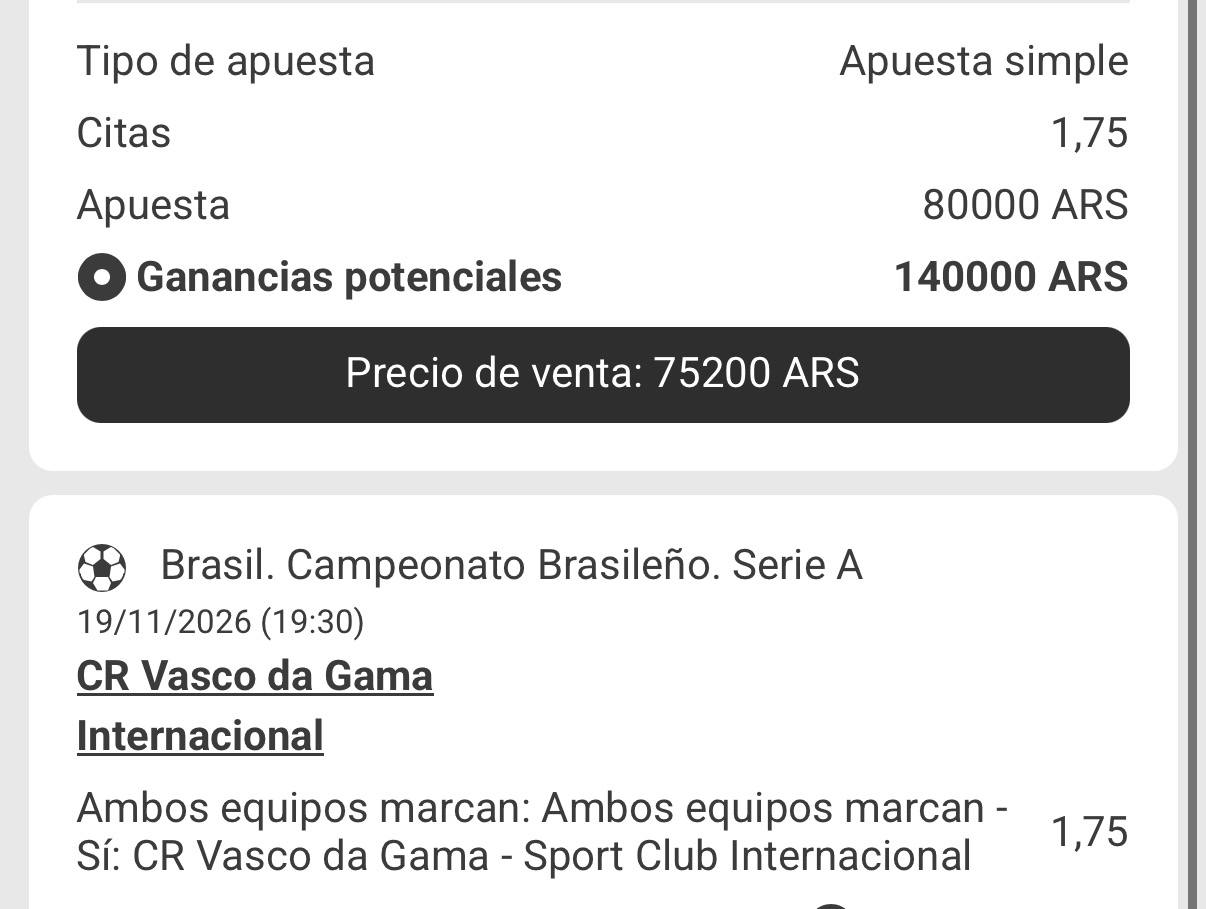 Tipo de apuesta Apuesta simple
Citas 1,75
Apuesta 80000 ARS
Ganancias potenciales 140000 ARS
Precio de venta: 75200 ARS
Brasil. Campeonato Brasileño. Serie A
19/11/2026 (19:30)
CR Vasco da Gama
Internacional
Ambos equipos marcan: Ambos equipos marcan - 1,75
Sí: CR Vasco da Gama - Sport Club Internacional